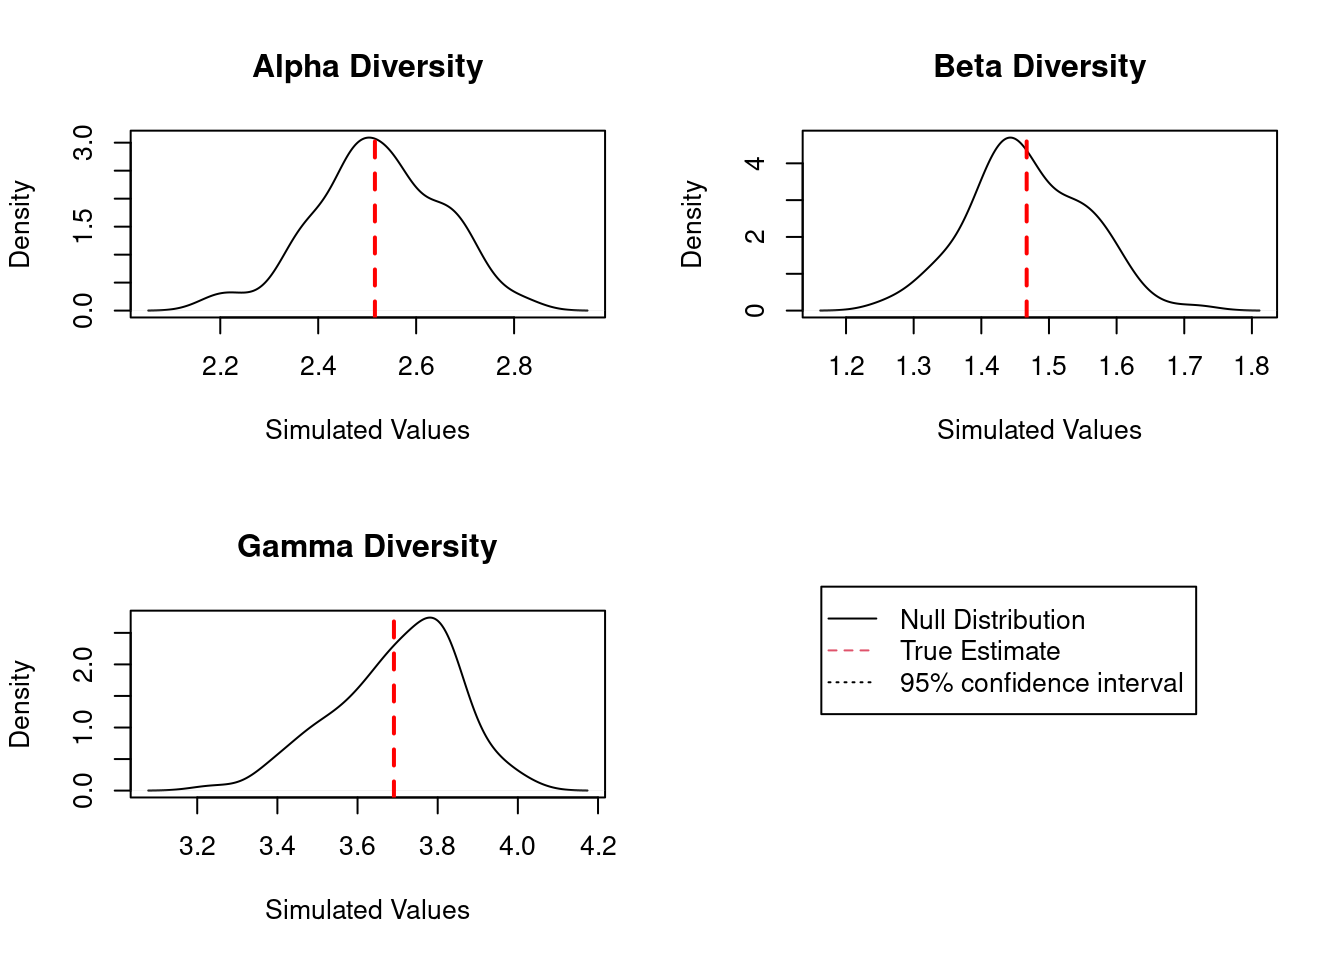 Alpha Diversity
Density
0.0 1.5 3.0
2.2 2.4 2.6 2.8
Simulated Values
Beta Diversity
Density
0 2 4
1.2 1.3 1.4 1.5 1.6 1.7 1.8
Simulated Values
Gamma Diversity
Density
0.0 1.0 2.0
3.2 3.4 3.6 3.8 4.0 4.2
Simulated Values
Null Distribution
True Estimate
95% confidence interval